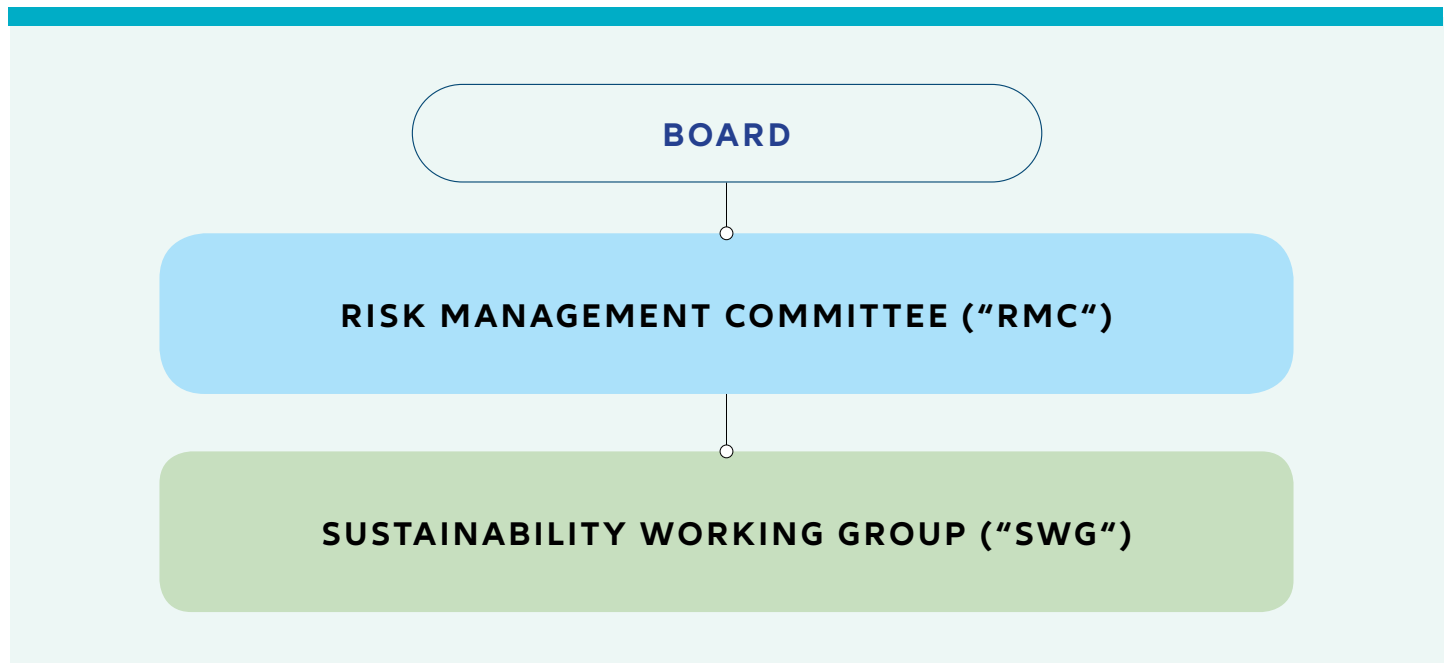 BOARD
RISK MANAGEMENT COMMITTEE (“RMC“)
SUSTAINABILITY WORKING GROUP (“SWG“)